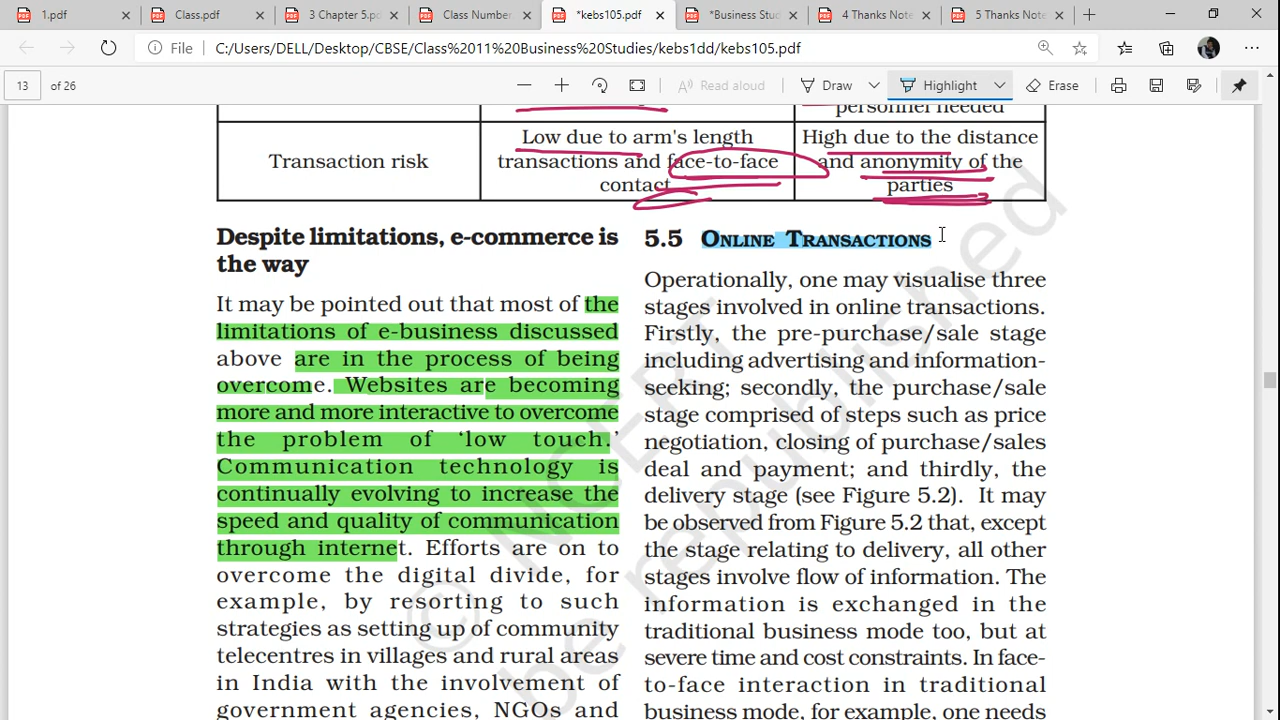 1.pdf
Class.pdf
3 Chapter 5.pd
Class Number
*kebs105.pdf
*Business Stud
4 Thanks Note
5 Thanks Note
File
C:/Users/DELL/Desktop/CBSE/Class%2011%20Business%20Studies/kebs1dd/kebs105.pdf
13 of 26
Read aloud
Draw
Highlight
Erase
personnel needed
Transaction risk
Low due to arm's length
transactions and face-to-face
contact
High due to the distance
and anonymity of the
parties
Despite limitations, e-commerce is
the way
It may be pointed out that most of the
limitations of e-business discussed
above are in the process of being
overcome. Websites are becoming
more and more interactive to overcome
the problem of ‘low touch.’
Communication technology is
continually evolving to increase the
speed and quality of communication
through internet. Efforts are on to
overcome the digital divide, for
example, by resorting to such
strategies as setting up of community
telecentres in villages and rural areas
in India with the involvement of
government agencies, NGOs and
5.5 Online Transactions
Operationally, one may visualise three
stages involved in online transactions.
Firstly, the pre-purchase/sale stage
including advertising and information-
seeking; secondly, the purchase/sale
stage comprised of steps such as price
negotiation, closing of purchase/sales
deal and payment; and thirdly, the
delivery stage (see Figure 5.2). It may
be observed from Figure 5.2 that, except
the stage relating to delivery, all other
stages involve flow of information. The
information is exchanged in the
traditional business mode too, but at
severe time and cost constraints. In face-
to-face interaction in traditional
business mode, for example, one needs
© NCERT
be republished